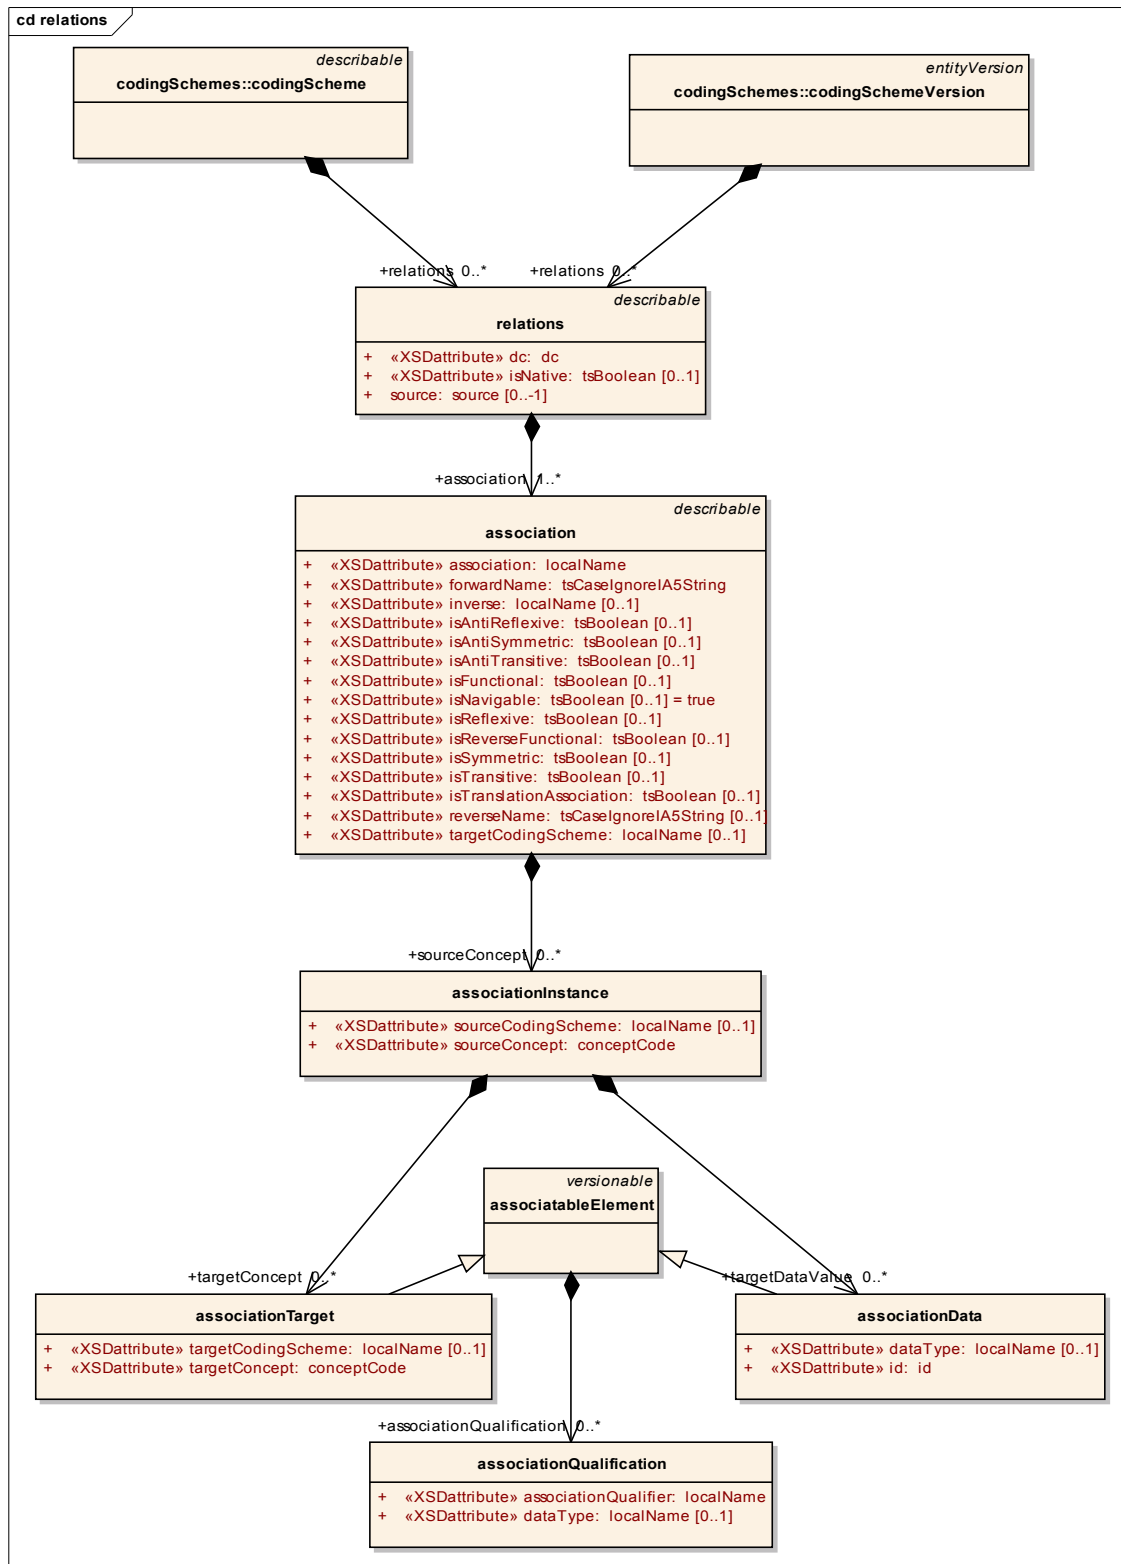 cd relations
describable
codingSchemes::codingScheme
entityVersion
codingSchemes::codingSchemeVersion
+relations 0..*
+relations 0..*
describable
relations
+ «XSDattribute» dc: dc
+ «XSDattribute» isNative: tsBoolean [0..1]
+ source: source [0..-1]
+association 1..*
describable
association
+ «XSDattribute» association: localName
+ «XSDattribute» forwardName: tsCaseIgnoreIA5String
+ «XSDattribute» inverse: localName [0..1]
+ «XSDattribute» isAntiReflexive: tsBoolean [0..1]
+ «XSDattribute» isAntiSymmetric: tsBoolean [0..1]
+ «XSDattribute» isAntiTransitive: tsBoolean [0..1]
+ «XSDattribute» isFunctional: tsBoolean [0..1]
+ «XSDattribute» isNavigable: tsBoolean [0..1] = true
+ «XSDattribute» isReflexive: tsBoolean [0..1]
+ «XSDattribute» isReverseFunctional: tsBoolean [0..1]
+ «XSDattribute» isSymmetric: tsBoolean [0..1]
+ «XSDattribute» isTransitive: tsBoolean [0..1]
+ «XSDattribute» isTranslationAssociation: tsBoolean [0..1]
+ «XSDattribute» reverseName: tsCaseIgnoreIA5String [0..1]
+ «XSDattribute» targetCodingScheme: localName [0..1]
+sourceConcept 0..*
associationInstance
+ «XSDattribute» sourceCodingScheme: localName [0..1]
+ «XSDattribute» sourceConcept: conceptCode
versionable
associatableElement
+targetConcept 0..*
+targetDataValue 0..*
associationTarget
+ «XSDattribute» targetCodingScheme: localName [0..1]
+ «XSDattribute» targetConcept: conceptCode
associationData
+ «XSDattribute» dataType: localName [0..1]
+ «XSDattribute» id: id
+associationQualification 0..*
associationQualification
+ «XSDattribute» associationQualifier: localName
+ «XSDattribute» dataType: localName [0..1]